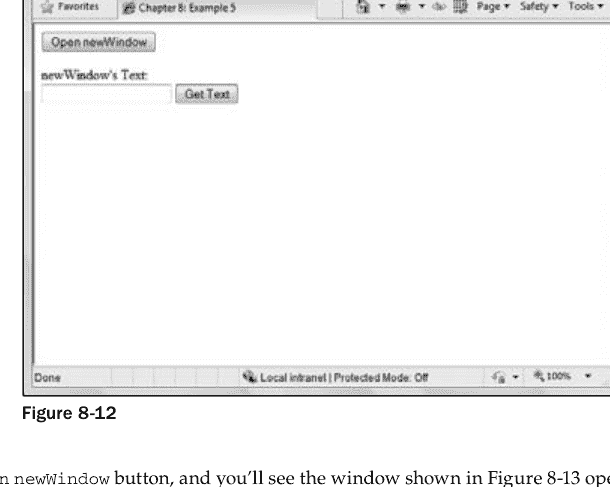 Favorites Chapter 8: Example 5 Page Safety Tools
Open newWindow
newWindow's Text:
Get Text
Done Local intranet | Protected Mode: Off 100%
Figure 8-12
n newWindow button, and you'll see the window shown in Figure 8-13 ope